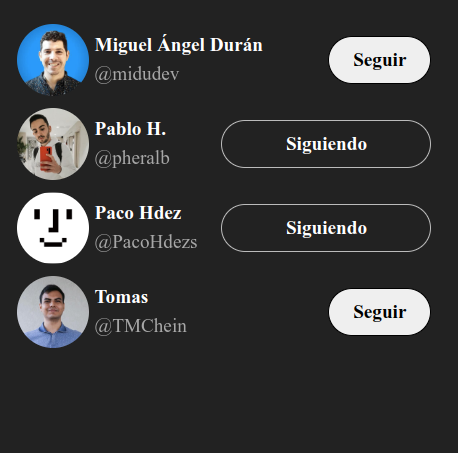 Miguel Ángel Durán
@midudev
Seguir
Pablo H.
@pheralb
Siguiendo
Paco Hdez
@PacoHdezs
Siguiendo
Tomas
@TMChein
Seguir